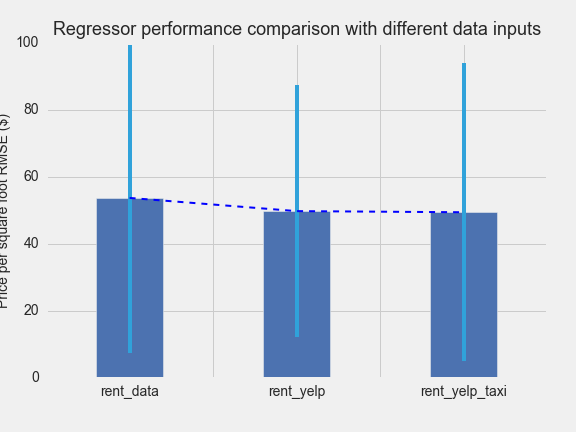 Regressor performance comparison with different data inputs
100
80
60
40
20
0
Price per square foot RMSE ($)
rent_data
rent_yelp
rent_yelp_taxi